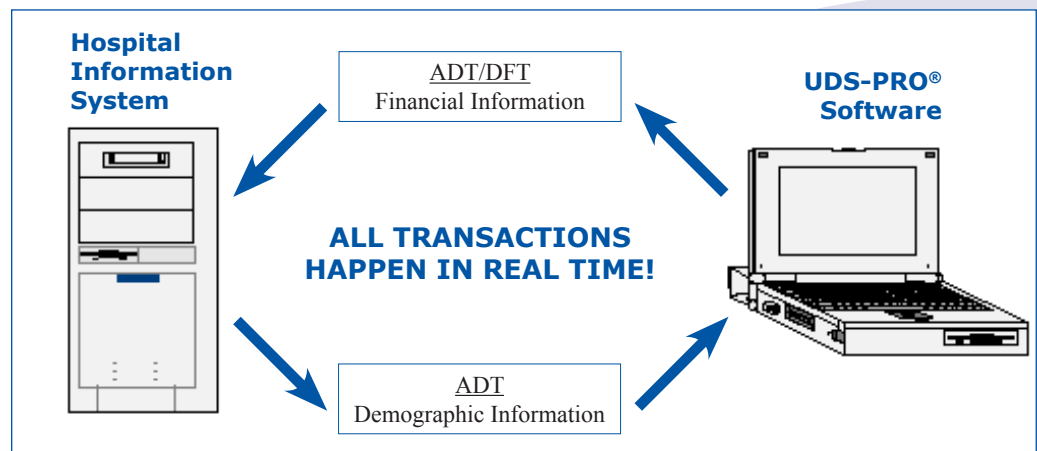 Hospital
Information
System
ADT/DFT
Financial Information
UDS-PRO®
Software
ALL TRANSACTIONS
HAPPEN IN REAL TIME!
ADT
Demographic Information